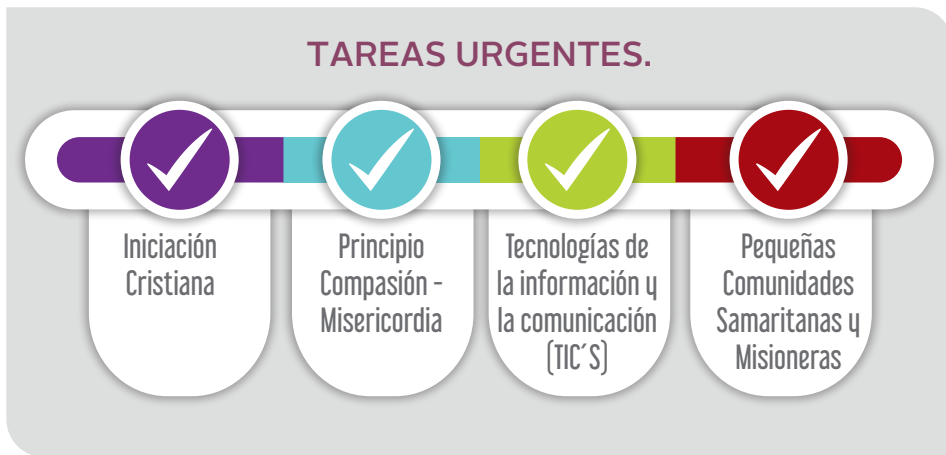 TAREAS URGENTES.
Iniciación
Cristiana
Principio
Compasión -
Misericordia
Tecnologías de
la información y
la comunicación
(TIC´S)
Pequeñas
Comunidades
Samaritanas y
Misioneras